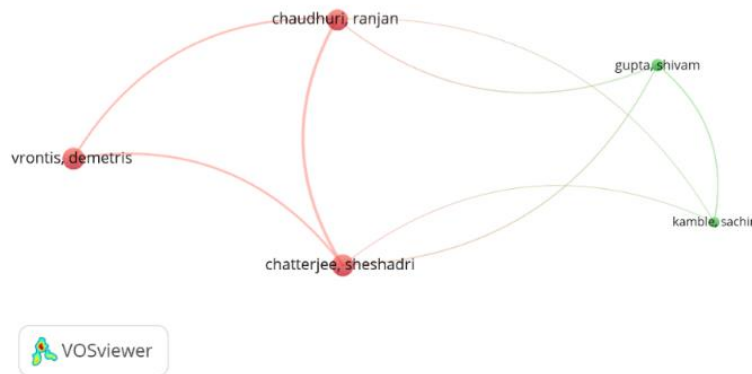 chaudhuri, ranjan
gupta, shivam
vrontis, demetris
kamble, sachin
chatterjee, sheshadri
VOSviewer